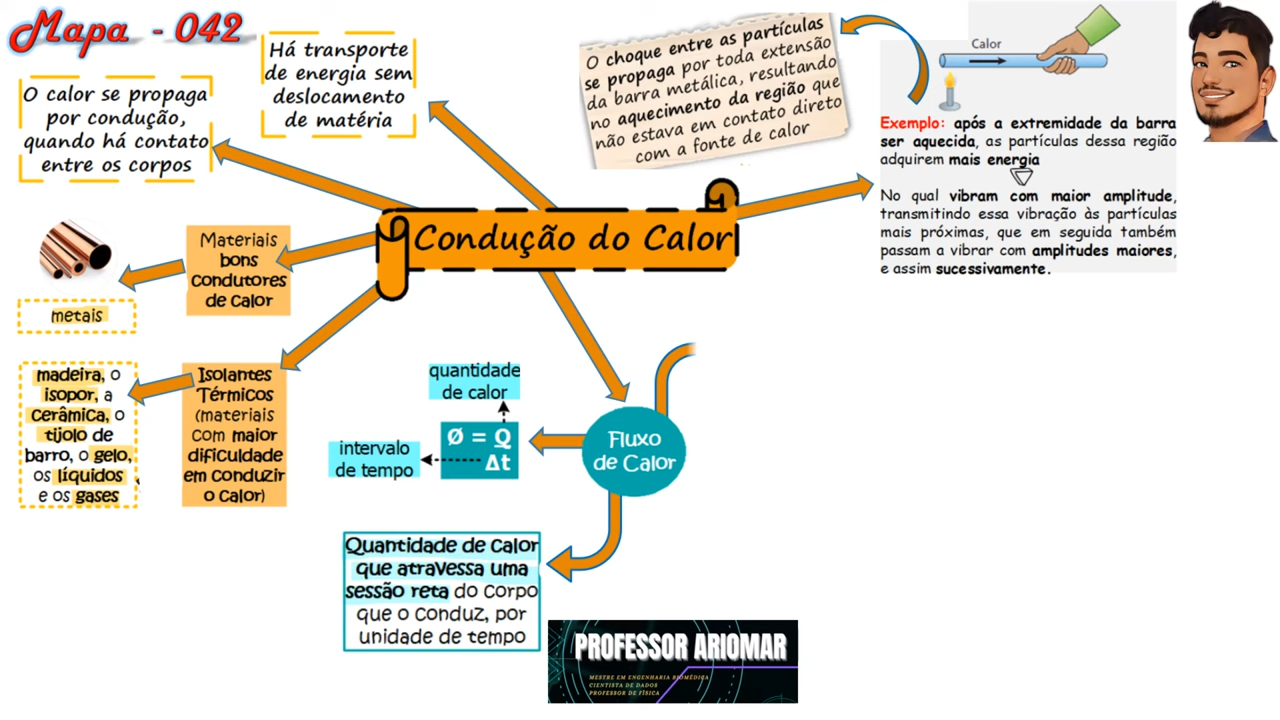 Mapa - 042
O calor se propaga
por condução,
quando há contato
entre os corpos
Há transporte
de energia sem
deslocamento
de matéria
O choque entre as partículas
se propaga por toda extensão
da barra metálica, resultando
no aquecimento da região que
não estava em contato direto
com a fonte de calor
Calor
Exemplo: após a extremidade da barra
ser aquecida, as partículas dessa região
adquirem mais energia
No qual vibram com maior amplitude,
transmitindo essa vibração às partículas
mais próximas, que em seguida também
passam a vibrar com amplitudes maiores,
e assim sucessivamente.
Condução do Calor
Materiais
bons
condutores
de calor
metais
Isolantes
Térmicos
(materiais
com maior
dificuldade
em conduzir
o calor)
madeira, o
isopor, a
cerâmica, o
tijolo de
barro, o gelo,
os líquidos
e os gases
quantidade
de calor
Ø = Q
Δt
intervalo
de tempo
Fluxo
de Calor
Quantidade de calor
que atravessa uma
sessão reta do corpo
que o conduz, por
unidade de tempo
PROFESSOR ARIOMAR
MESTRE EM ENGENHARIA BIOMÉDICA
CIENTISTA DE DADOS
PROFESSOR DE FÍSICA